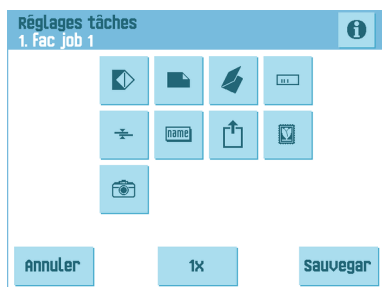 Réglages tâches
1. Fac job 1
name
Annuler
1x
Sauvegar